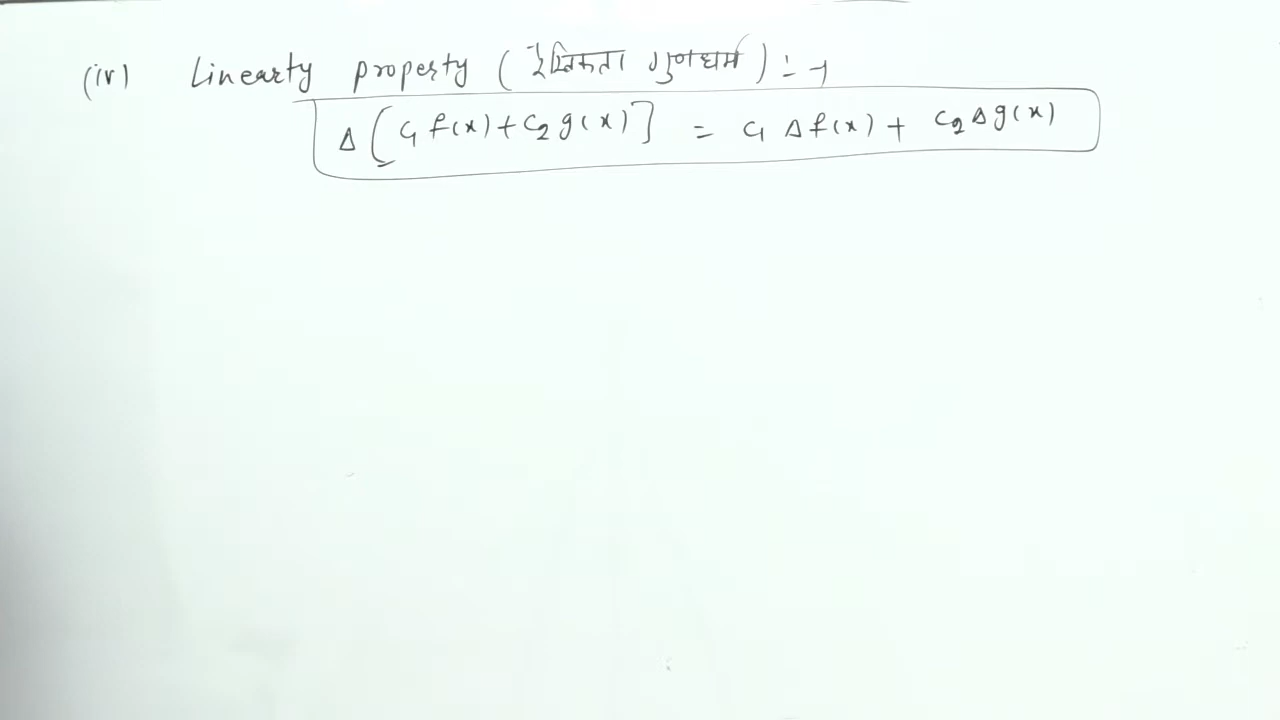 (iv) Linearty property (रैखिकता गुणधर्म) :-
Δ[C₁ f(x) + C₂ g(x)] = C₁ Δf(x) + C₂ Δg(x)